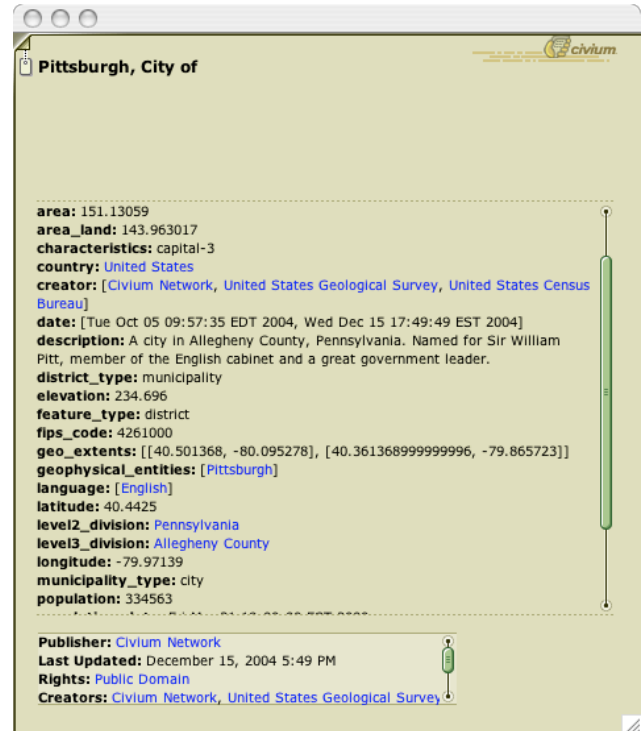 civium.
Pittsburgh, City of
area: 151.13059
area_land: 143.963017
characteristics: capital-3
country: United States
creator: [Civium Network, United States Geological Survey, United States Census
Bureau]
date: [Tue Oct 05 09:57:35 EDT 2004, Wed Dec 15 17:49:49 EST 2004]
description: A city in Allegheny County, Pennsylvania. Named for Sir William
Pitt, member of the English cabinet and a great government leader.
district_type: municipality
elevation: 234.696
feature_type: district
fips_code: 4261000
geo_extents: [[40.501368, -80.095278], [40.361368999999996, -79.865723]]
geophysical_entities: [Pittsburgh]
language: [English]
latitude: 40.4425
level2_division: Pennsylvania
level3_division: Allegheny County
longitude: -79.97139
municipality_type: city
population: 334563
Publisher: Civium Network
Last Updated: December 15, 2004 5:49 PM
Rights: Public Domain
Creators: Civium Network, United States Geological Survey